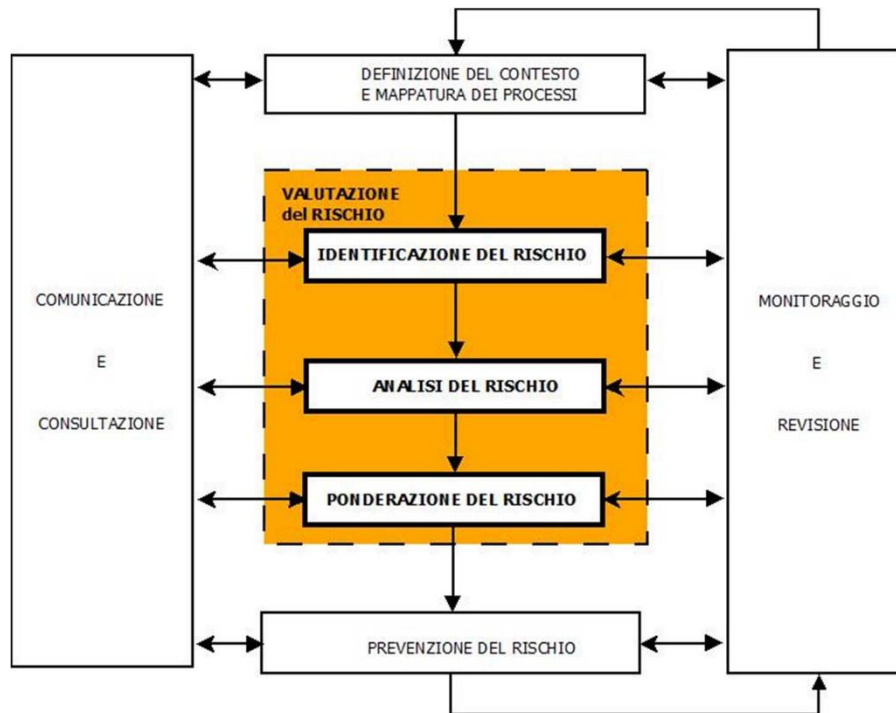 DEFINIZIONE DEL CONTESTO
E MAPPATURA DEI PROCESSI
VALUTAZIONE
del RISCHIO
IDENTIFICAZIONE DEL RISCHIO
COMUNICAZIONE
E
CONSULTAZIONE
ANALISI DEL RISCHIO
MONITORAGGIO
E
REVISIONE
PONDERAZIONE DEL RISCHIO
PREVENZIONE DEL RISCHIO